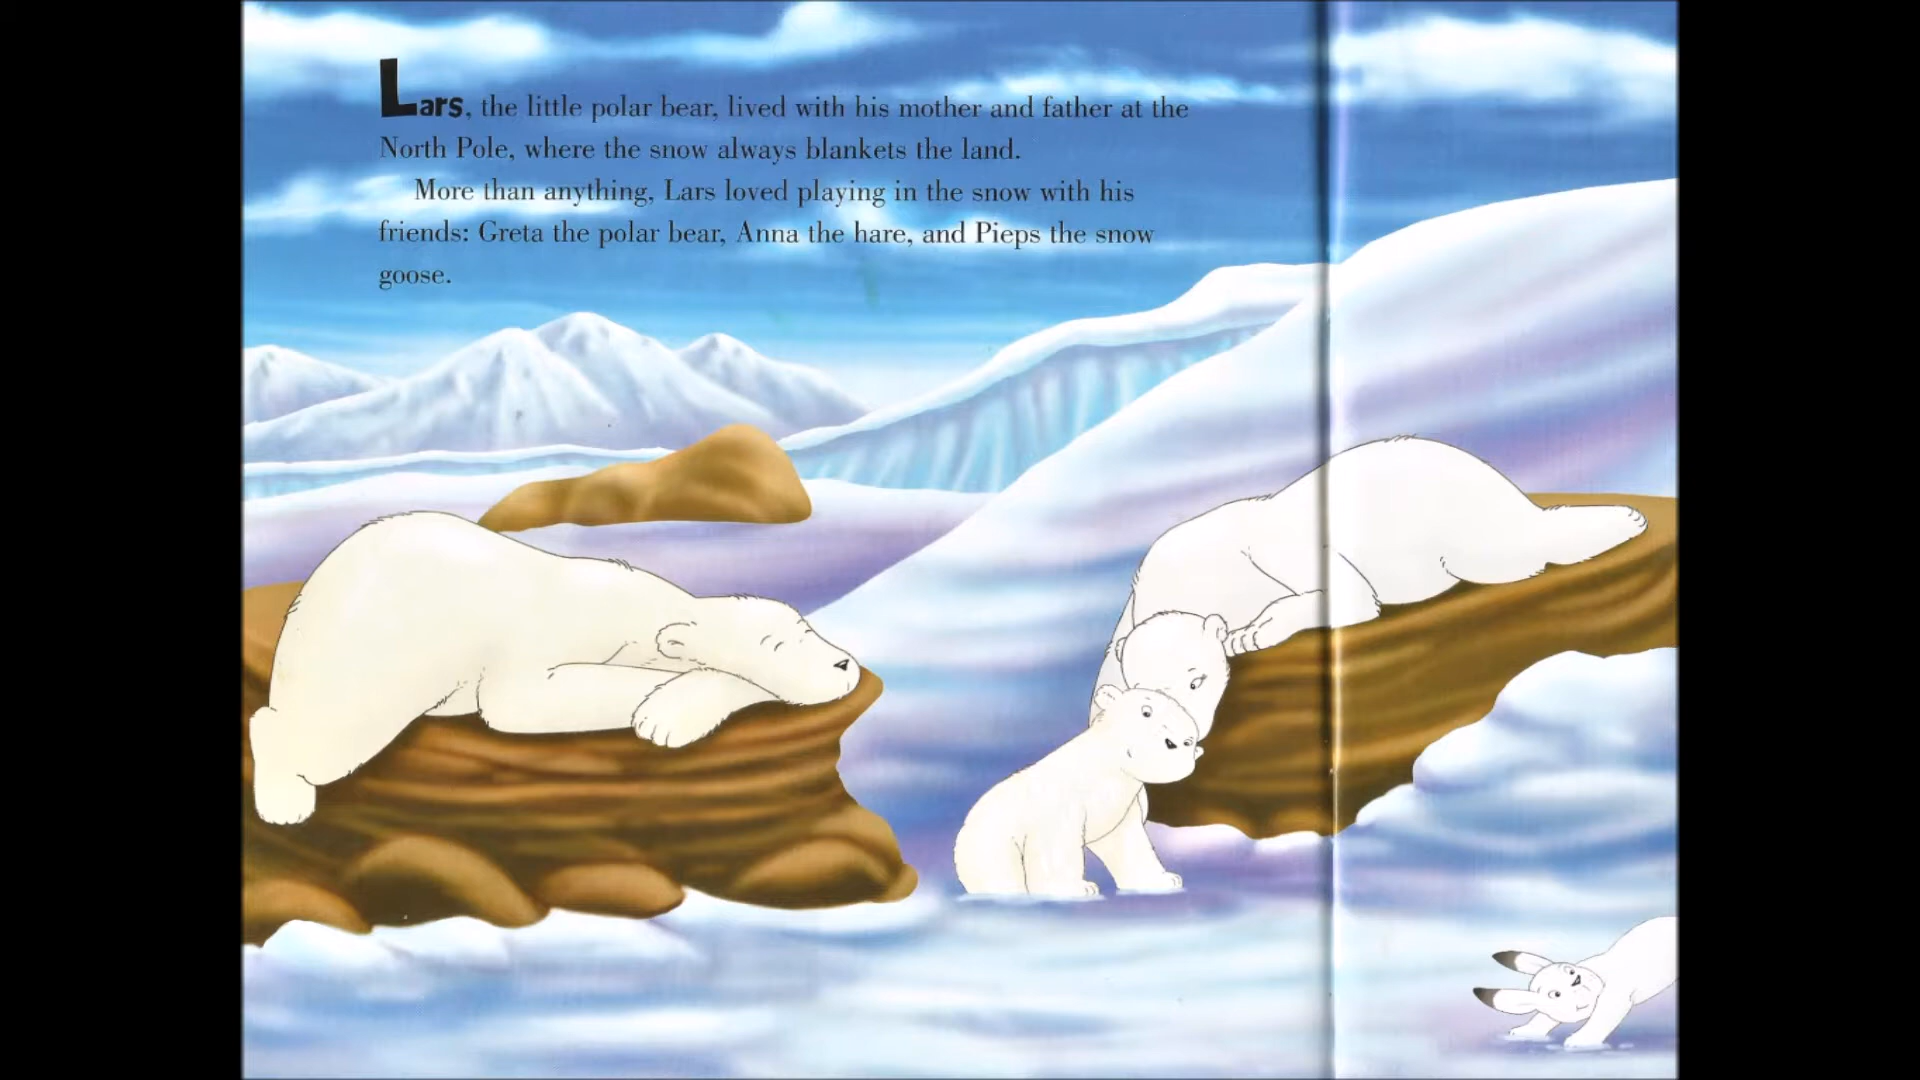 Lars, the little polar bear, lived with his mother and father at the
North Pole, where the snow always blankets the land.
More than anything, Lars loved playing in the snow with his
friends: Greta the polar bear, Anna the hare, and Pieps the snow
goose.